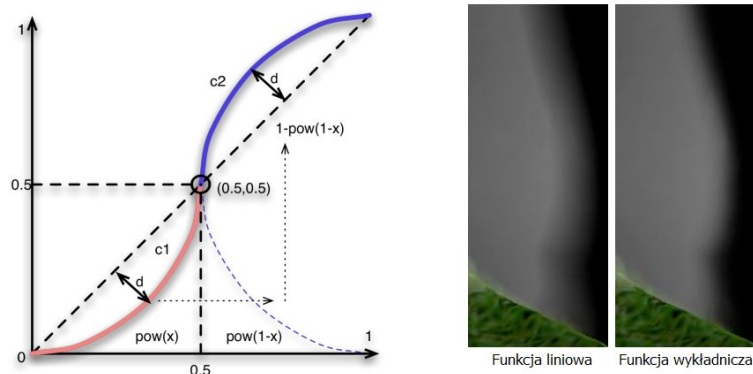 1
c2
d
1-pow(1-x)
0.5
(0.5,0.5)
c1
d
pow(x)
pow(1-x)
1
0
0.5
Funkcja liniowa
Funkcja wykładnicza